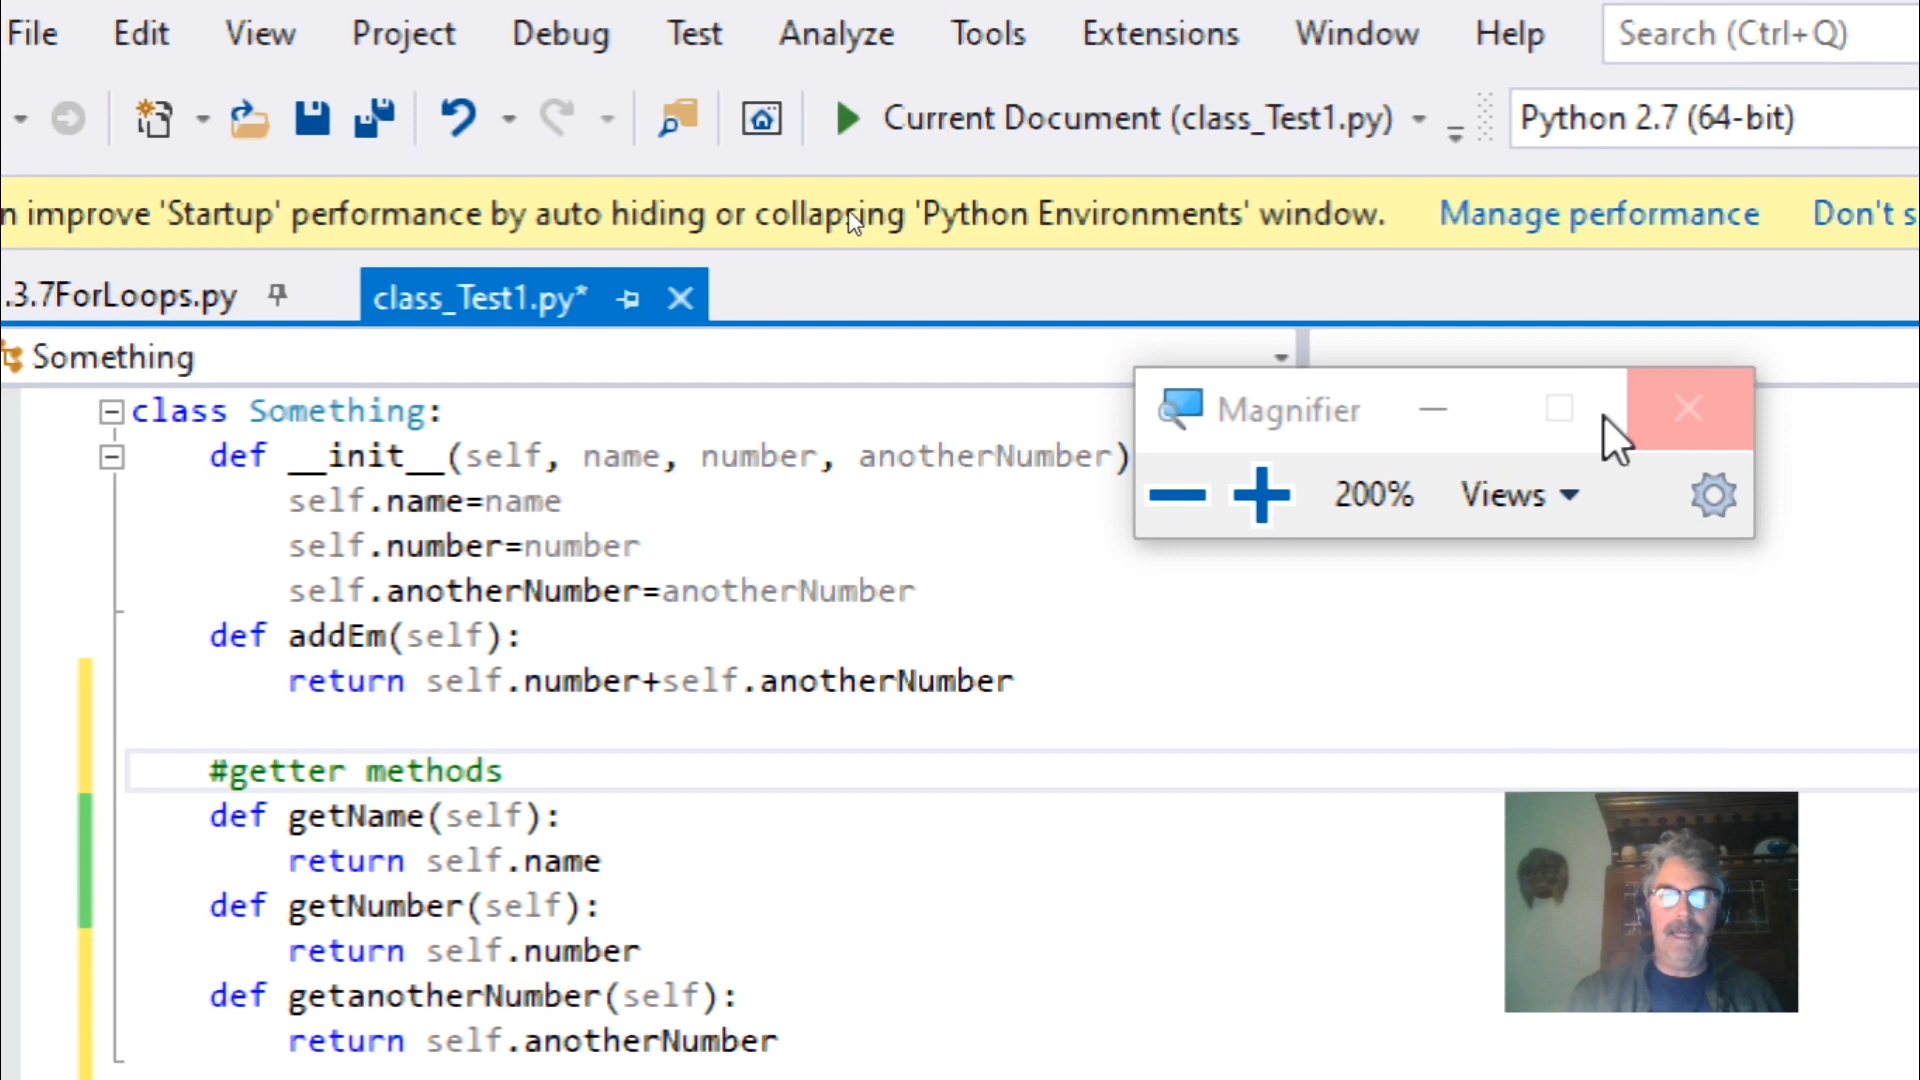 File Edit View Project Debug Test Analyze Tools Extensions Window Help Search (Ctrl+Q)
Current Document (class_Test1.py) Python 2.7 (64-bit)
n improve 'Startup' performance by auto hiding or collapsing 'Python Environments' window. Manage performance Don't s
.3.7ForLoops.py class_Test1.py*
Something
Magnifier
200% Views
class Something:
def __init__(self, name, number, anotherNumber)
self.name=name
self.number=number
self.anotherNumber=anotherNumber
def addEm(self):
return self.number+self.anotherNumber
#getter methods
def getName(self):
return self.name
def getNumber(self):
return self.number
def getanotherNumber(self):
return self.anotherNumber